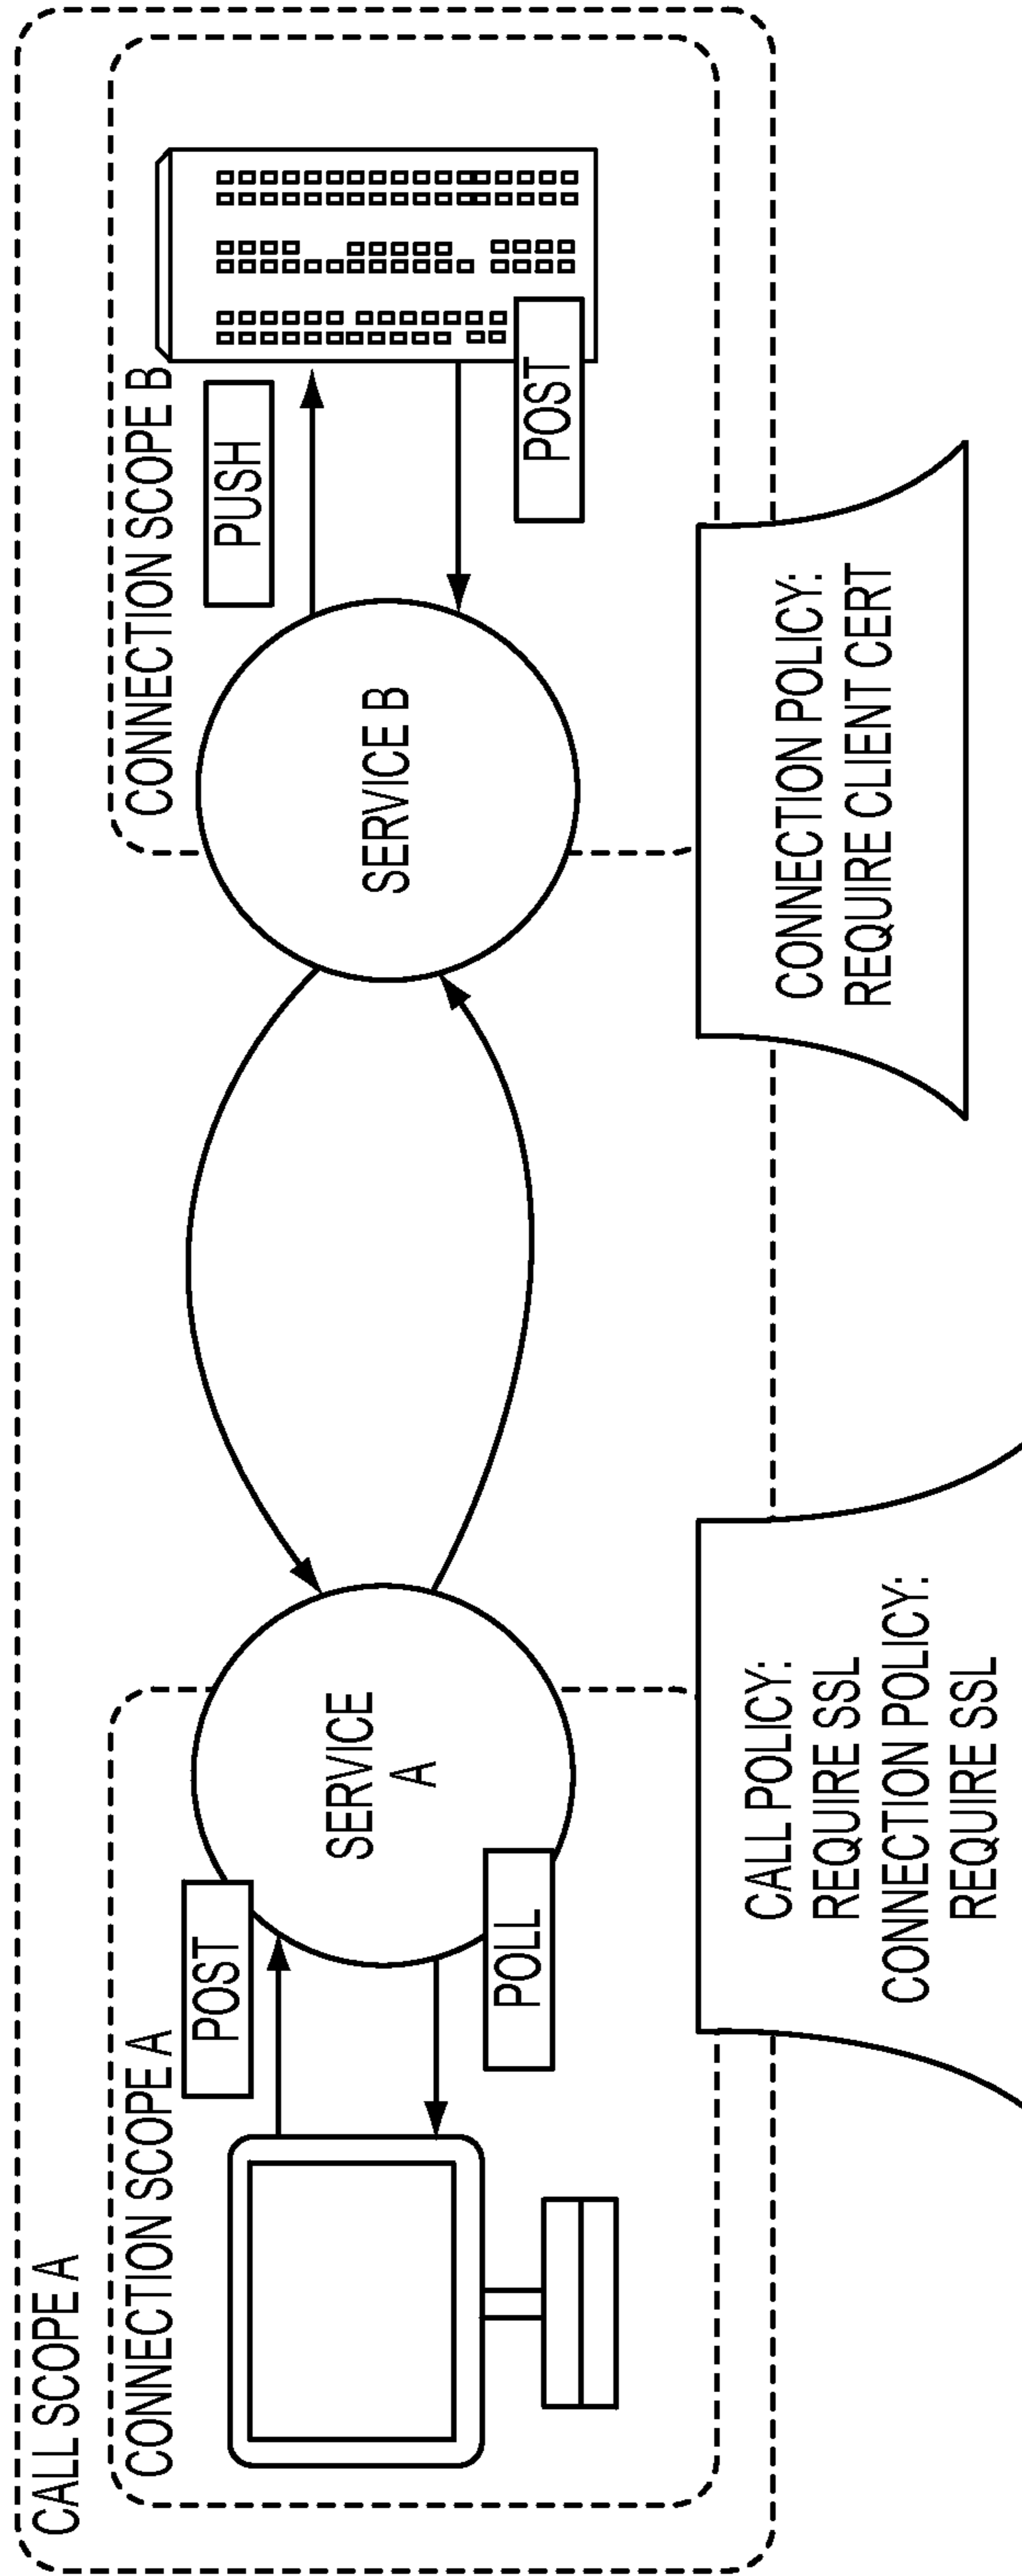 CALL SCOPE A
CONNECTION SCOPE A
POST
POLL
SERVICE
A
CONNECTION SCOPE B
SERVICE B
PUSH
POST
CALL POLICY:
REQUIRE SSL
CONNECTION POLICY:
REQUIRE SSL
CONNECTION POLICY:
REQUIRE CLIENT CERT